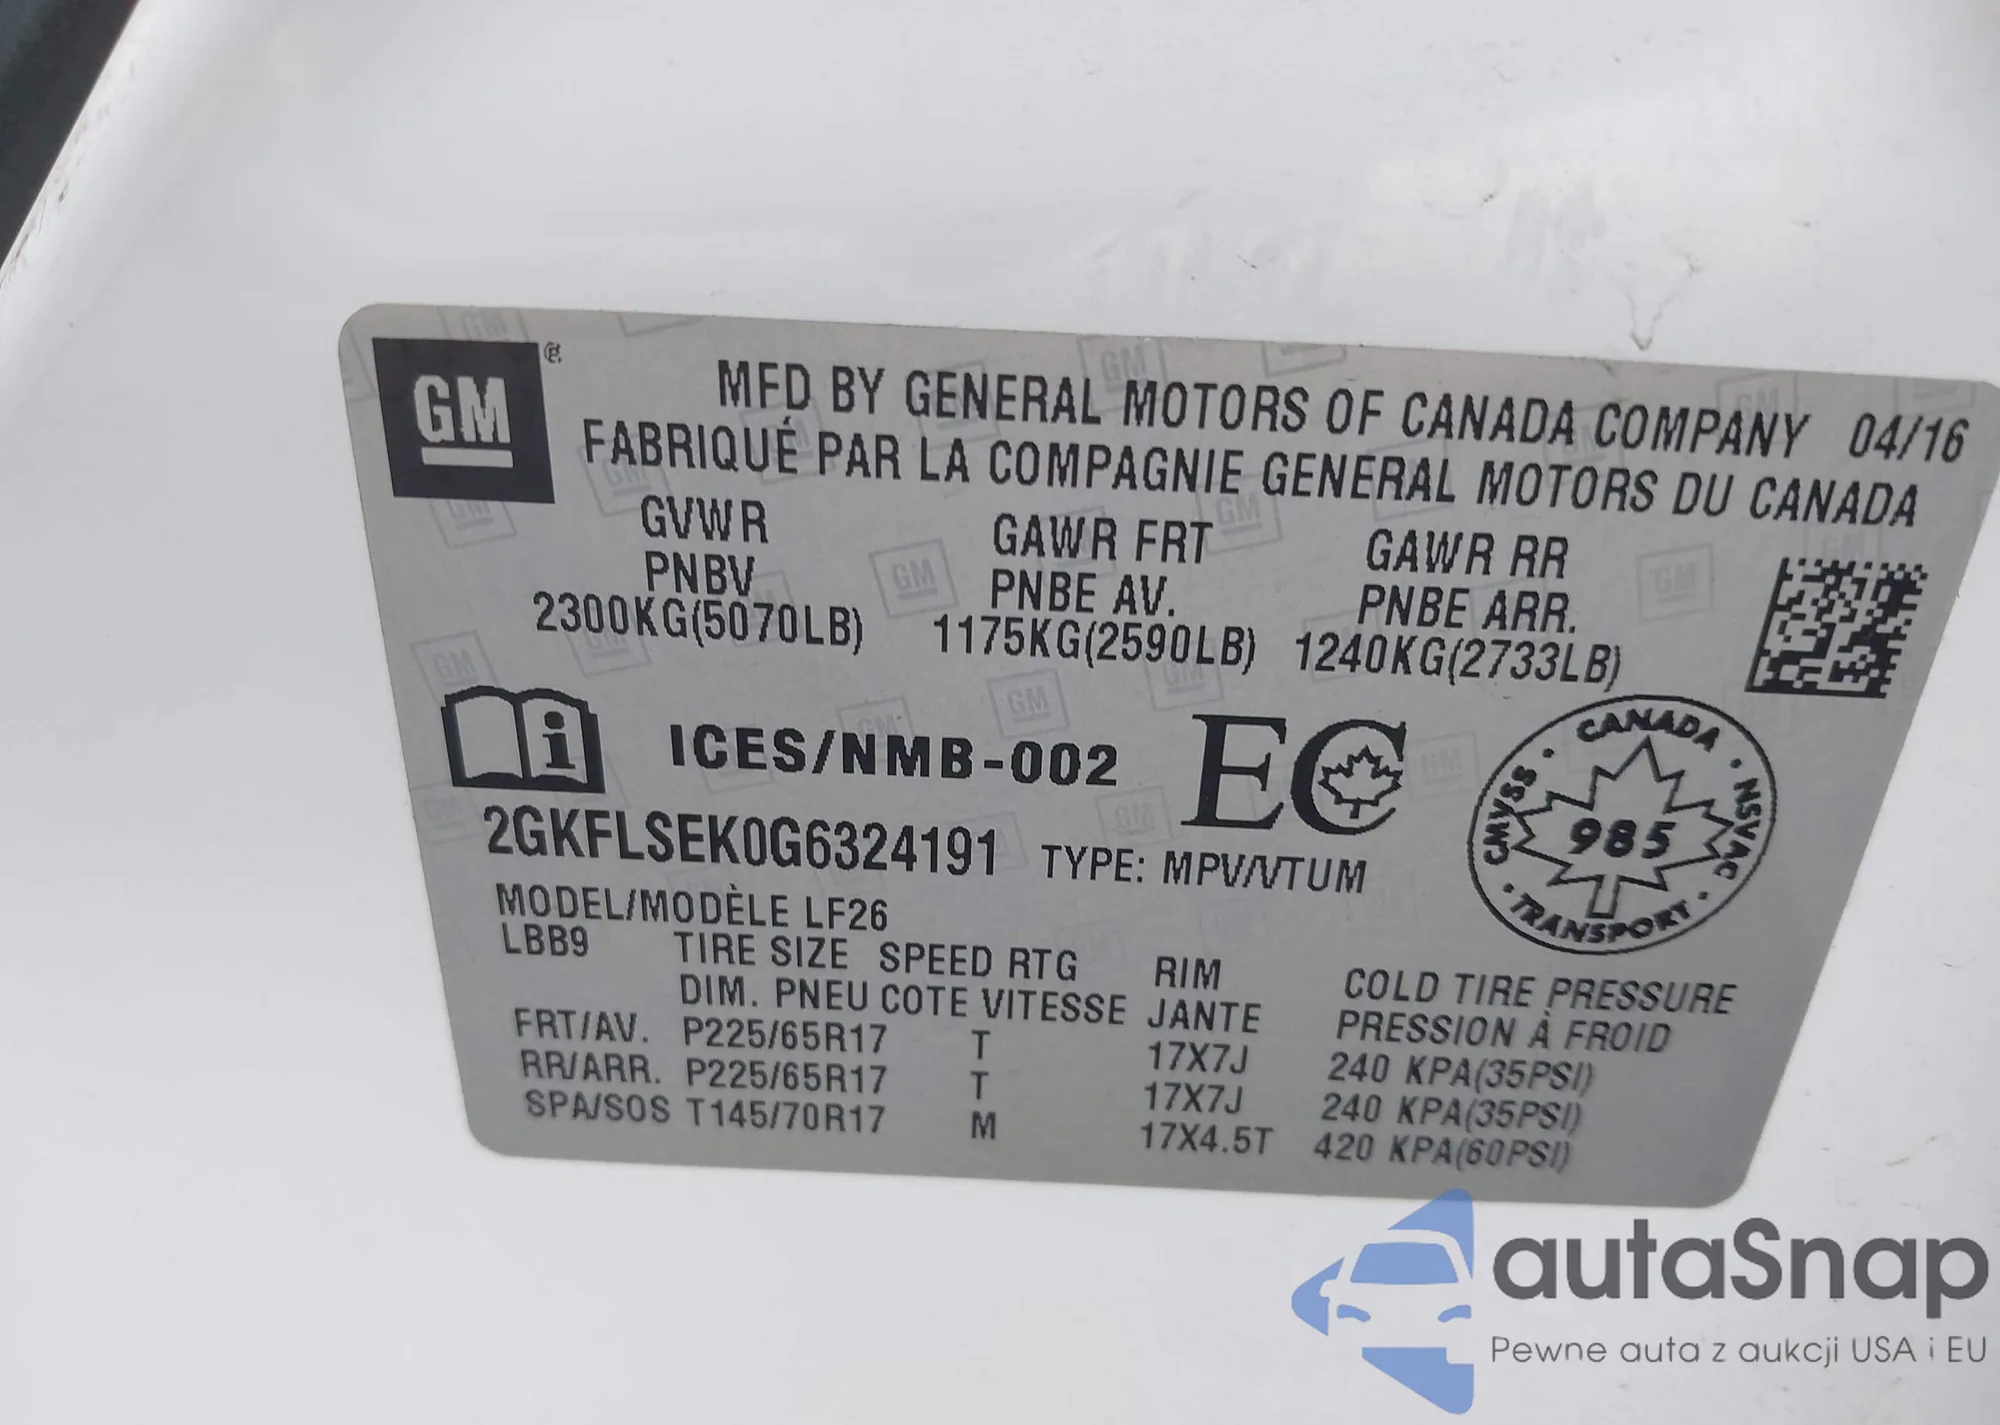 GM ®
MFD BY GENERAL MOTORS OF CANADA COMPANY 04/16
FABRIQUÉ PAR LA COMPAGNIE GENERAL MOTORS DU CANADA
GVWR GAWR FRT GAWR RR
PNBV PNBE AV. PNBE ARR.
2300KG(5070LB) 1175KG(2590LB) 1240KG(2733LB)
i ICES/NMB-002 EC
CANADA · NSVAC · TRANSPORT · CMVSS ·
985
2GKFLSEK0G6324191 TYPE: MPV/VTUM
MODEL/MODÈLE LF26
LBB9 TIRE SIZE SPEED RTG RIM COLD TIRE PRESSURE
DIM. PNEU COTE VITESSE JANTE PRESSION À FROID
FRT/AV. P225/65R17 T 17X7J 240 KPA(35PSI)
RR/ARR. P225/65R17 T 17X7J 240 KPA(35PSI)
SPA/SOS T145/70R17 M 17X4.5T 420 KPA(60PSI)
autaSnap
Pewne auta z aukcji USA i EU